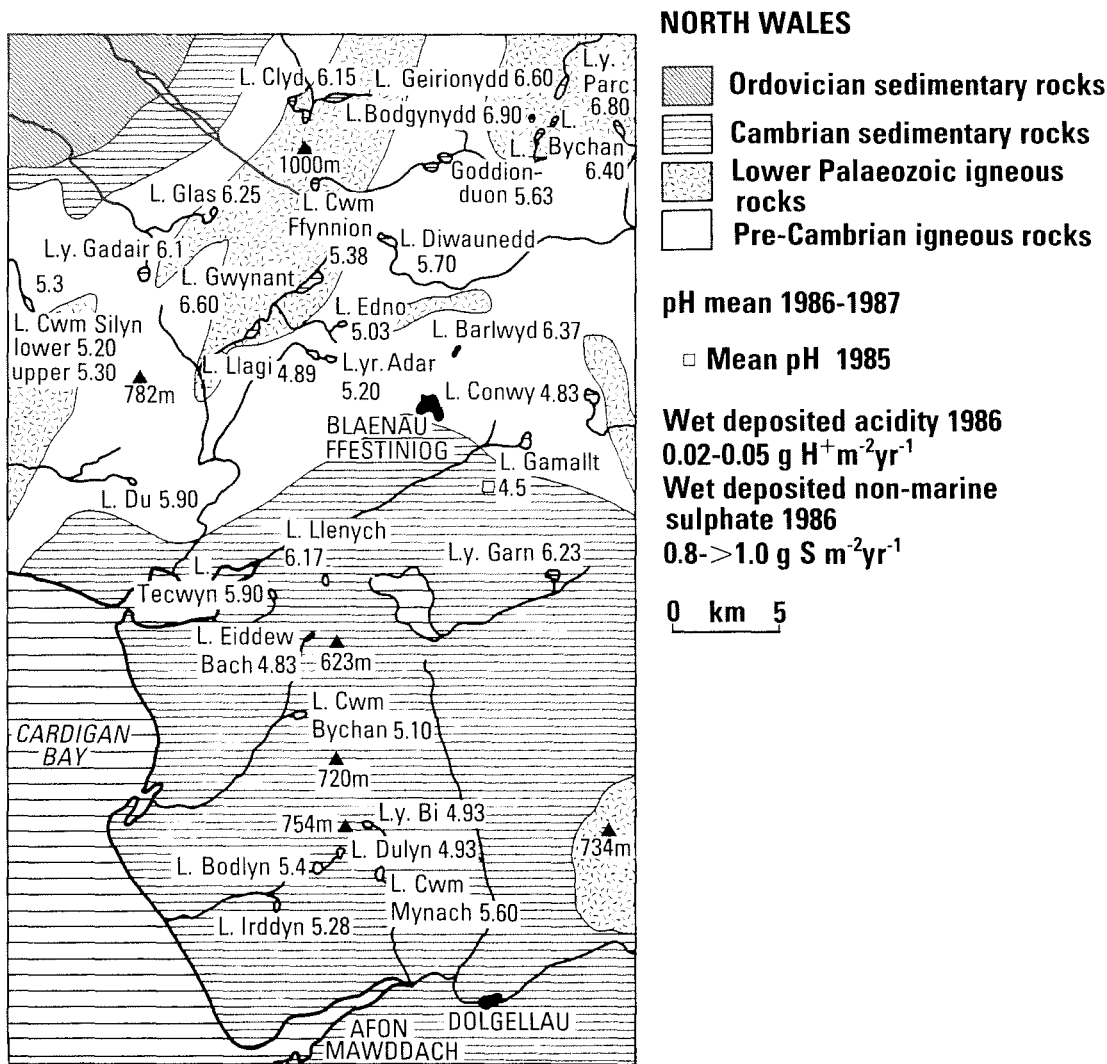 NORTH WALES
Ordovician sedimentary rocks
Cambrian sedimentary rocks
Lower Palaeozoic igneous
rocks
Pre-Cambrian igneous rocks
pH mean 1986-1987
Mean pH 1985
Wet deposited acidity 1986
0.02-0.05 g H⁺m⁻²yr⁻¹
Wet deposited non-marine
sulphate 1986
0.8->1.0 g S m⁻²yr⁻¹
0 km 5
L. Clyd 6.15
L. Geirionydd 6.60
L.y.
Parc
6.80
L.Bodgynydd 6.90
L.
Bychan
6.40
1000m
L.
Goddion-
duon 5.63
L. Glas 6.25
L. Cwm
Ffynnion
5.38
L.y. Gadair 6.1
L. Diwaunedd
5.70
5.3
L. Gwynant
6.60
L. Edno
5.03
L. Cwm Silyn
lower 5.20
upper 5.30
L. Barlwyd 6.37
L. Llagi 4.89
L.yr. Adar
5.20
782m
L. Conwy 4.83
BLAENAU
FFESTINIOG
L. Gamallt
4.5
L. Du 5.90
L. Llenych
6.17
L.y. Garn 6.23
L.
Tecwyn 5.90
L. Eiddew
Bach 4.83
623m
L. Cwm
Bychan 5.10
CARDIGAN
BAY
720m
754m
L.y. Bi 4.93
734m
L. Dulyn 4.93
L. Bodlyn 5.4
L. Cwm
Mynach 5.60
L. Irddyn 5.28
DOLGELLAU
AFON
MAWDDACH